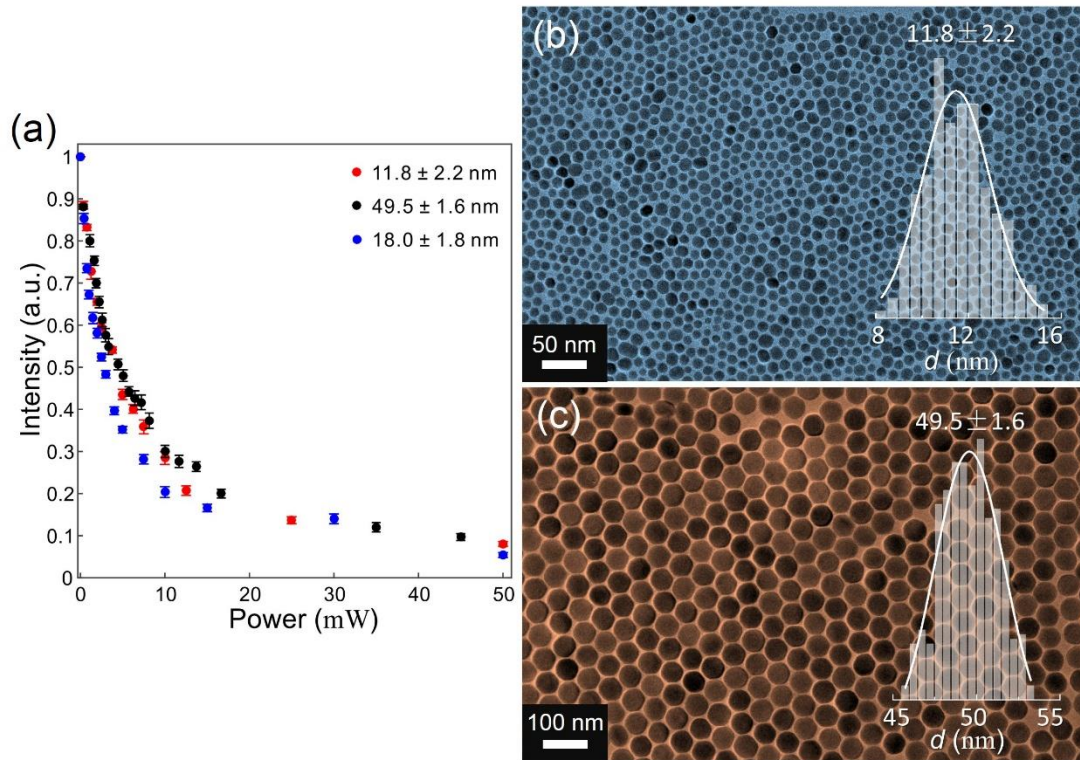 (a)
Intensity (a.u.)
1
0.9
0.8
0.7
0.6
0.5
0.4
0.3
0.2
0.1
0
11.8 ± 2.2 nm
49.5 ± 1.6 nm
18.0 ± 1.8 nm
0 10 20 30 40 50
Power (mW)
(b)
11.8±2.2
50 nm
8 12 16
d (nm)
(c)
49.5±1.6
100 nm
45 50 55
d (nm)